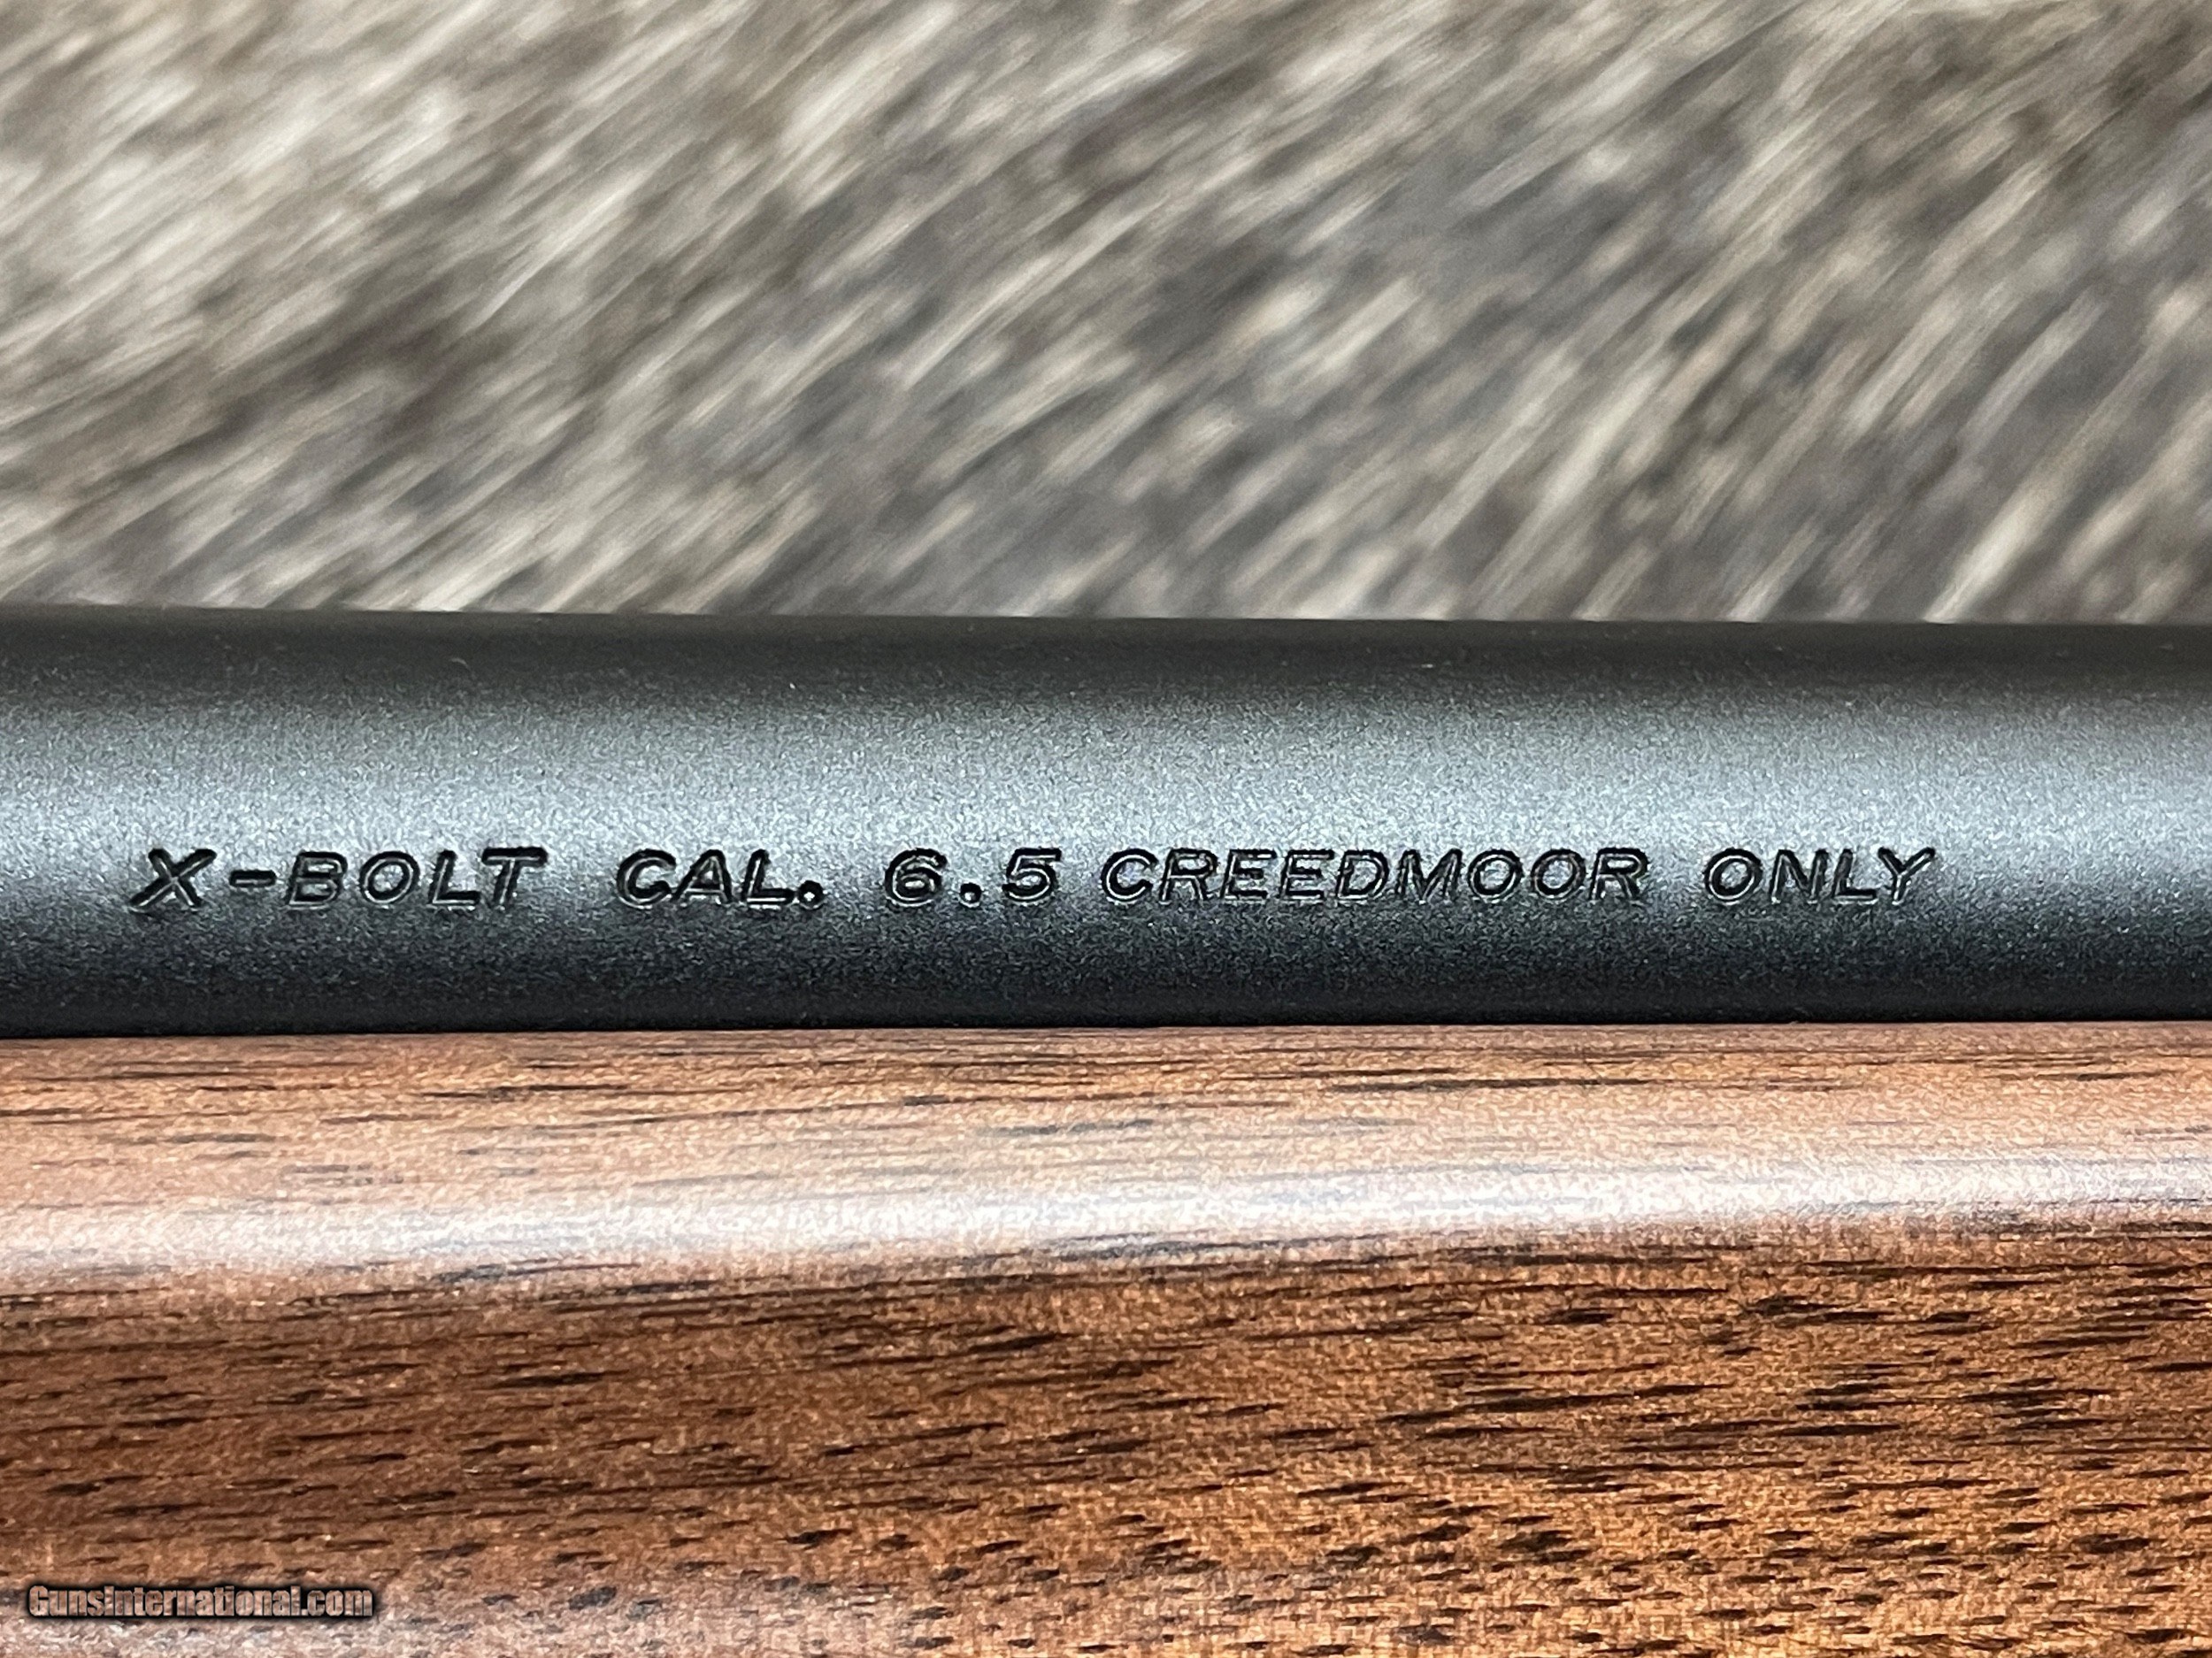 X-BOLT CAL. 6.5 CREEDMOOR ONLY
GunsInternational.com